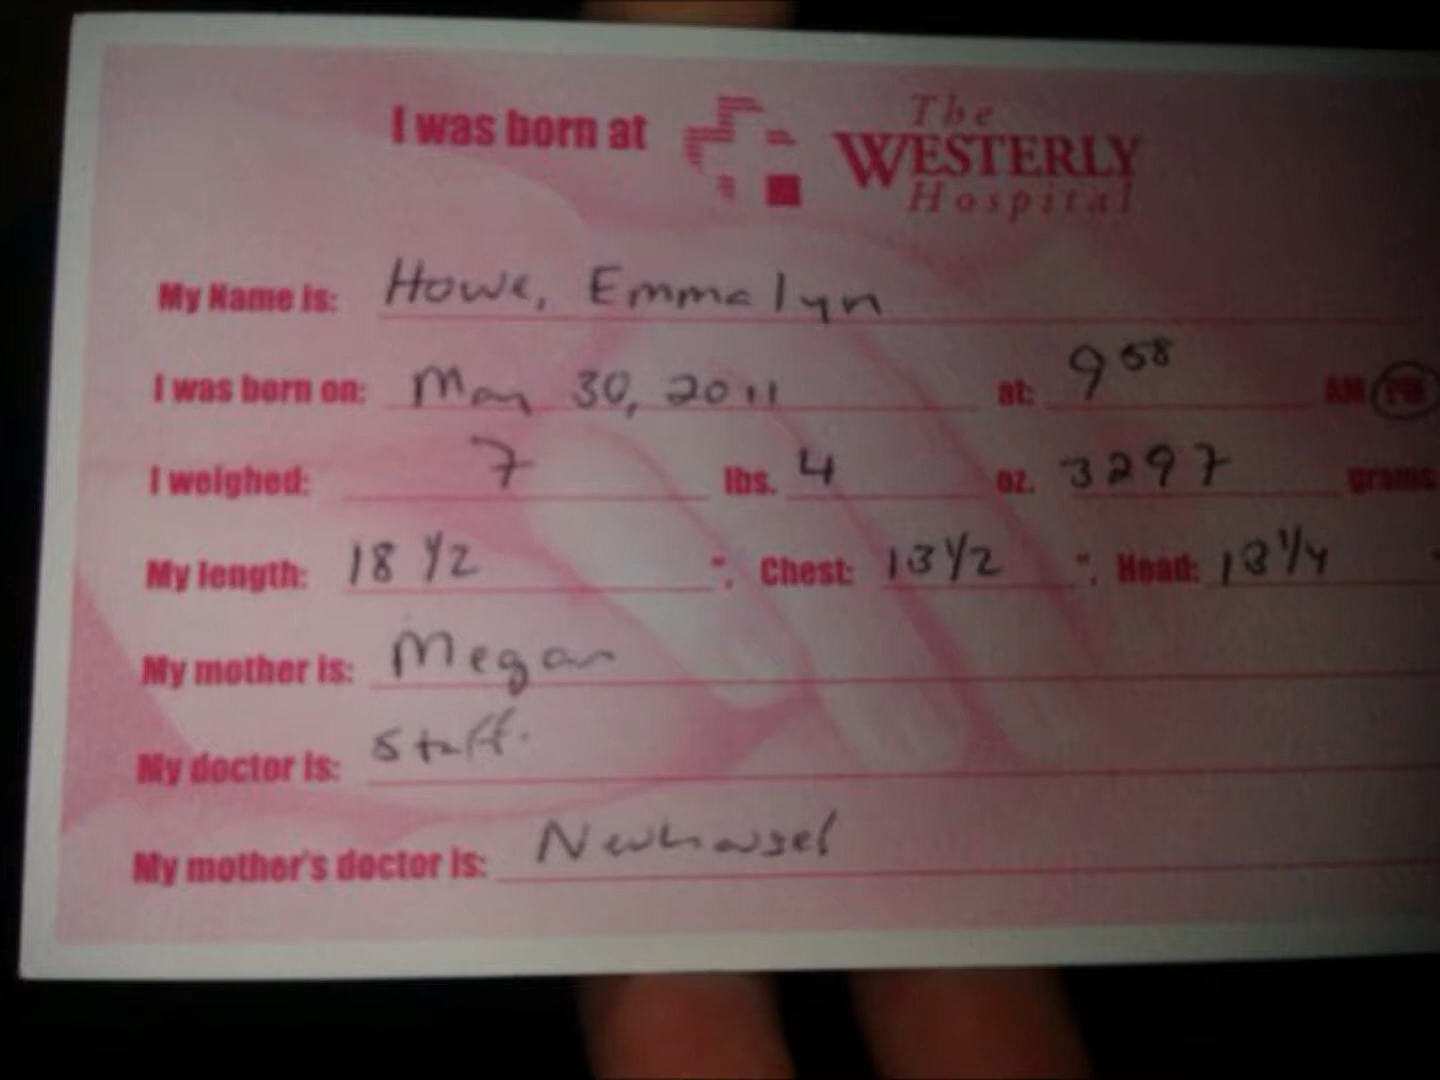 I was born at The WESTERLY Hospital
My Name is: Howe, Emmalyn
I was born on: May 30, 2011 at: 9 58 AM PM
I weighed: 7 lbs. 4 oz. 3297 grams
My length: 18 1/2 ". Chest: 13 1/2 ". Head: 13 1/4 "
My mother is: Megan
My doctor is: Staff.
My mother's doctor is: